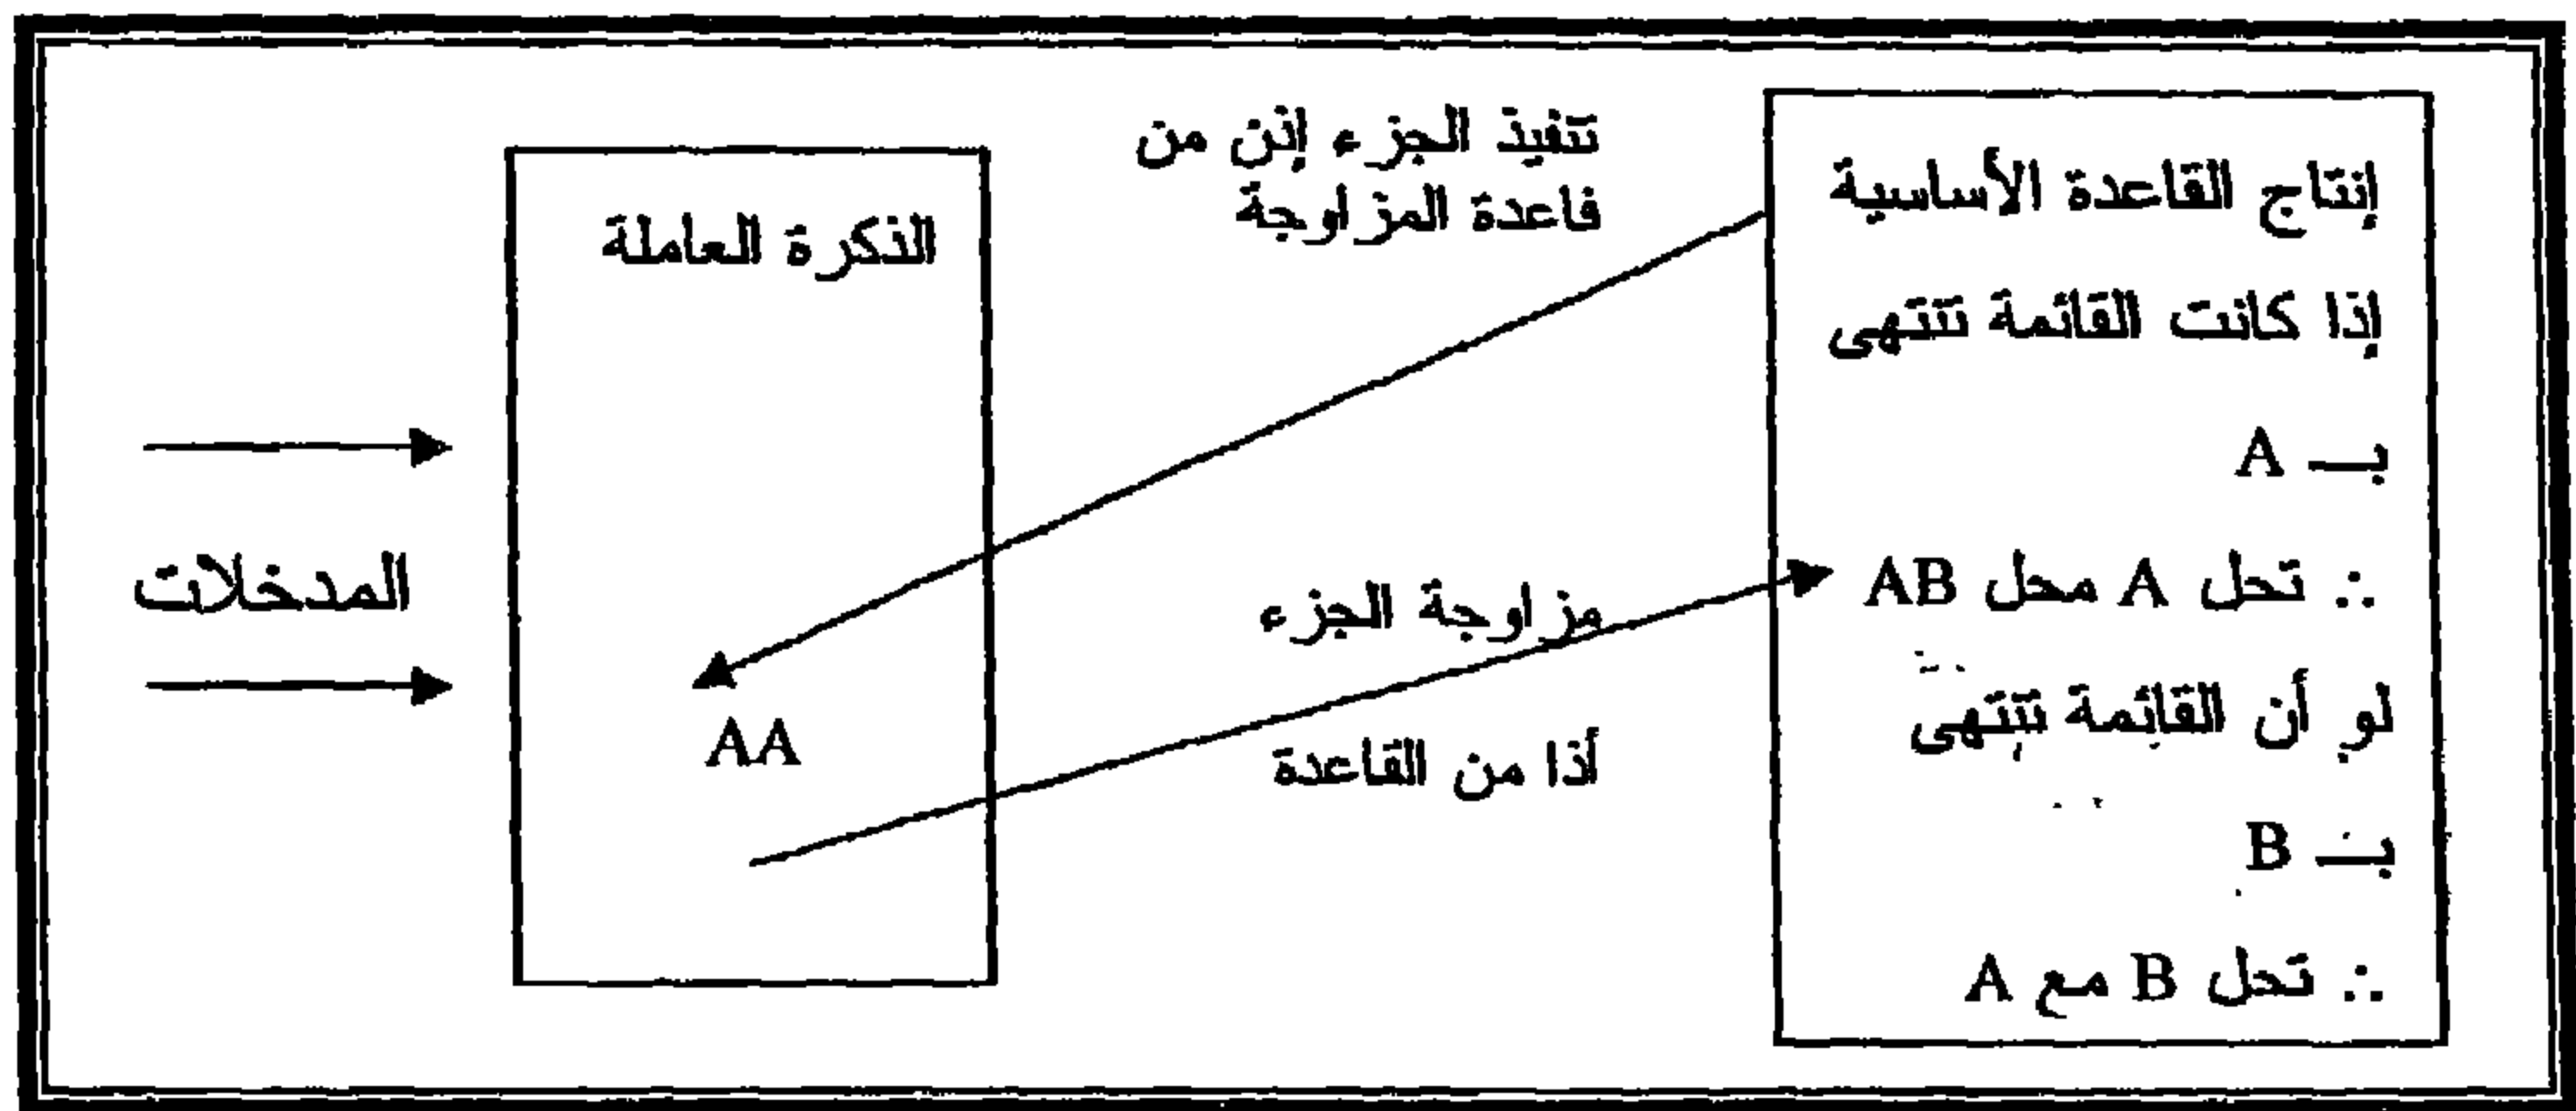 إنتاج القاعدة الأساسية
إذا كانت القائمة تنتهى
بـ A
∴ تحل A محل AB
لو أن القائمة تنتهى
بـ B
∴ تحل B مع A
تنفيذ الجزء إذن من
قاعدة المزاوجة
مزاوجة الجزء
أذا من القاعدة
الذكرة العاملة
AA
المدخلات